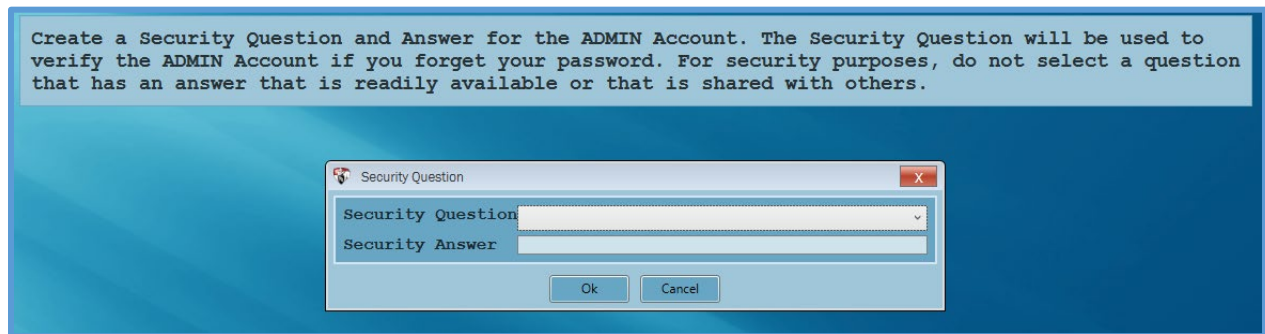 Create a Security Question and Answer for the ADMIN Account. The Security Question will be used to
verify the ADMIN Account if you forget your password. For security purposes, do not select a question
that has an answer that is readily available or that is shared with others.
Security Question
X
Security Question
Security Answer
Ok Cancel